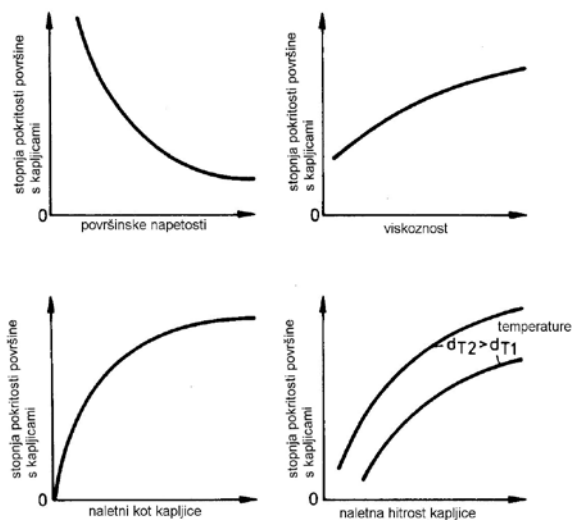 stopnja pokritosti površine
s kapljicami
0
površinske napetosti
stopnja pokritosti površine
s kapljicami
0
viskoznost
stopnja pokritosti površine
s kapljicami
0
naletni kot kapljice
stopnja pokritosti površine
s kapljicami
temperature
dT2>dT1
0
naletna hitrost kapljice